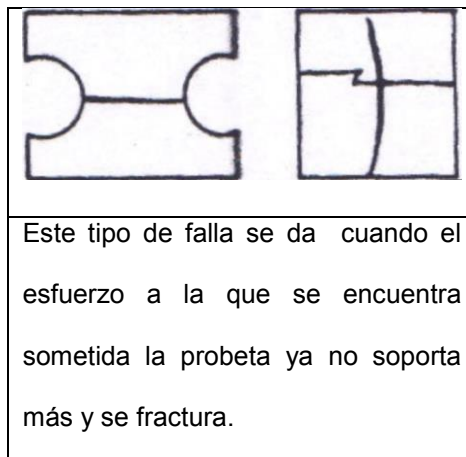 Este tipo de falla se da cuando el
esfuerzo a la que se encuentra
sometida la probeta ya no soporta
más y se fractura.